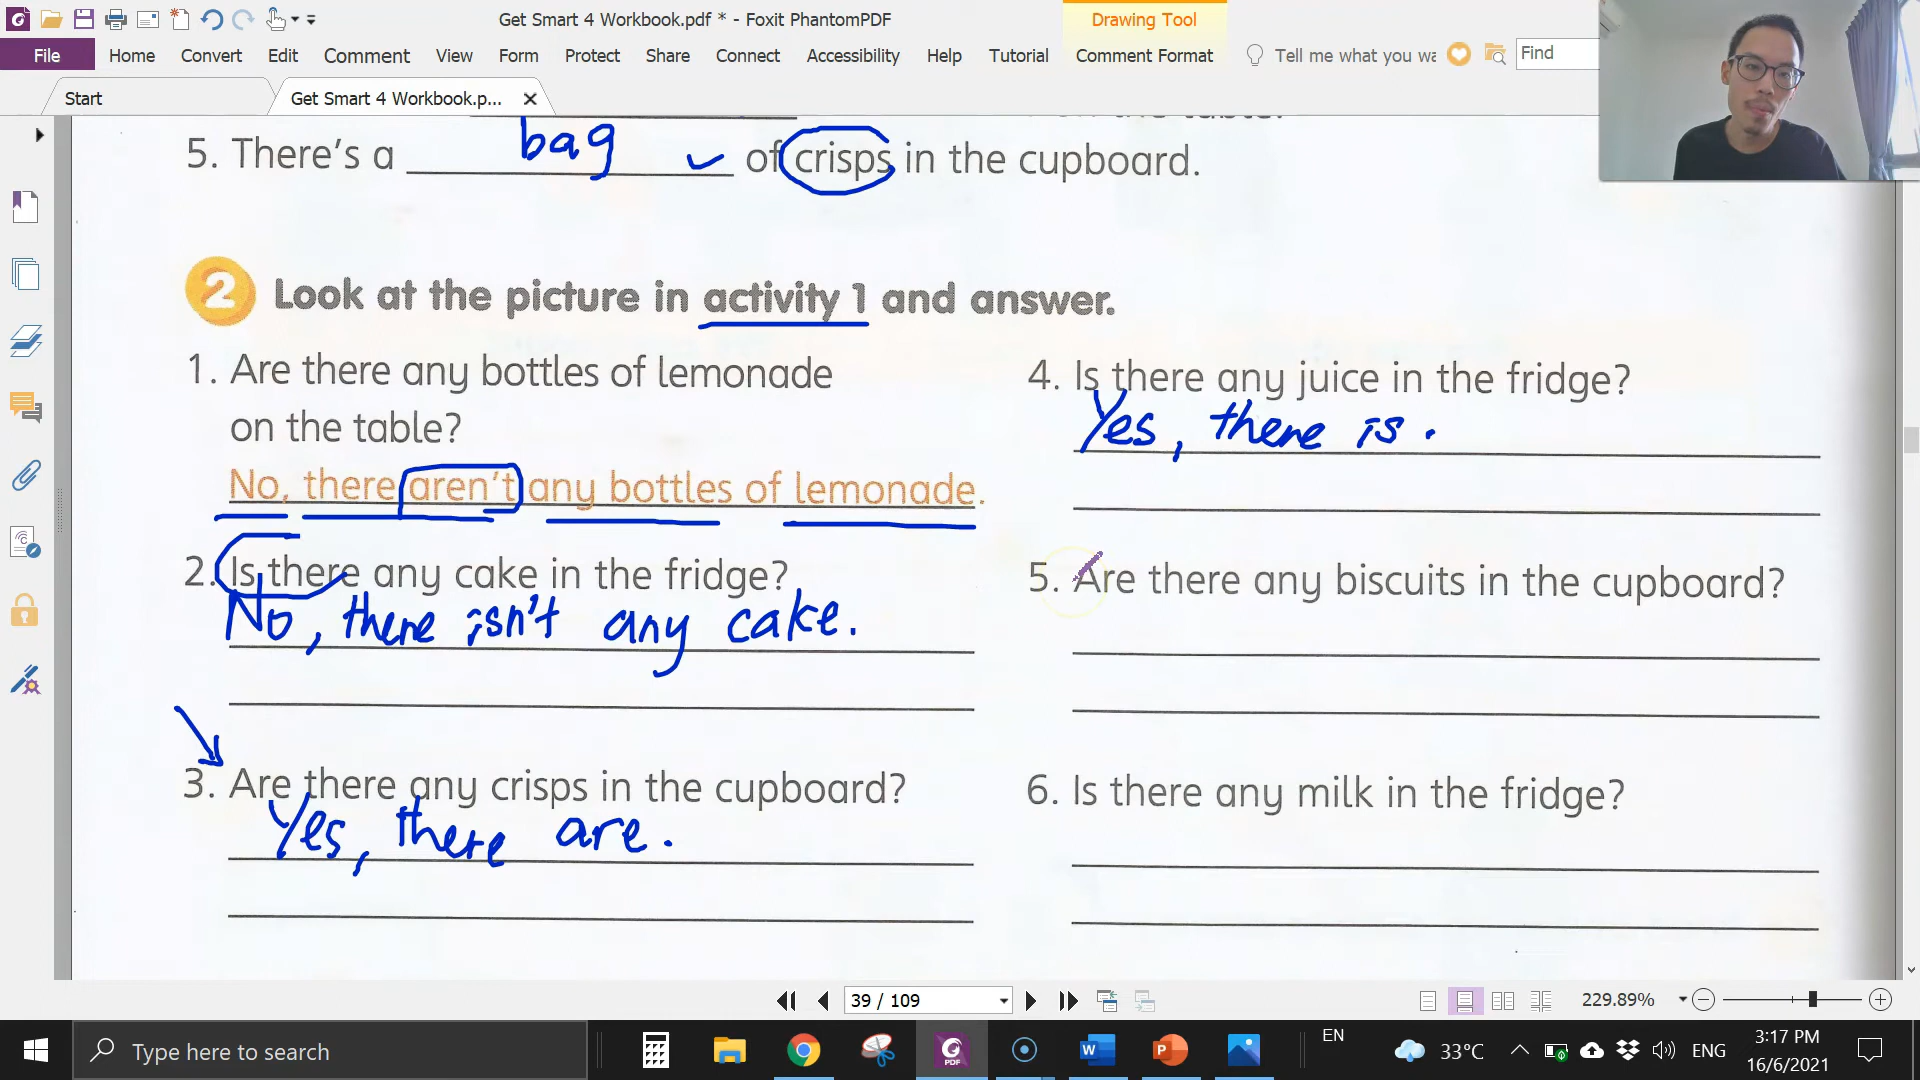 Get Smart 4 Workbook.pdf * - Foxit PhantomPDF
Drawing Tool
File Home Convert Edit Comment View Form Protect Share Connect Accessibility Help Tutorial Comment Format Tell me what you wa Find
Start
Get Smart 4 Workbook.p...
5. There's a bag of crisps in the cupboard.
2 Look at the picture in activity 1 and answer.
1. Are there any bottles of lemonade
on the table?
No, there aren't any bottles of lemonade.
2. Is there any cake in the fridge?
No, there isn't any cake.
3. Are there any crisps in the cupboard?
Yes, there are.
4. Is there any juice in the fridge?
Yes, there is.
5. Are there any biscuits in the cupboard?
6. Is there any milk in the fridge?
39 / 109
229.89%
Type here to search
PDF
W
P
EN
33°C
ENG
3:17 PM
16/6/2021